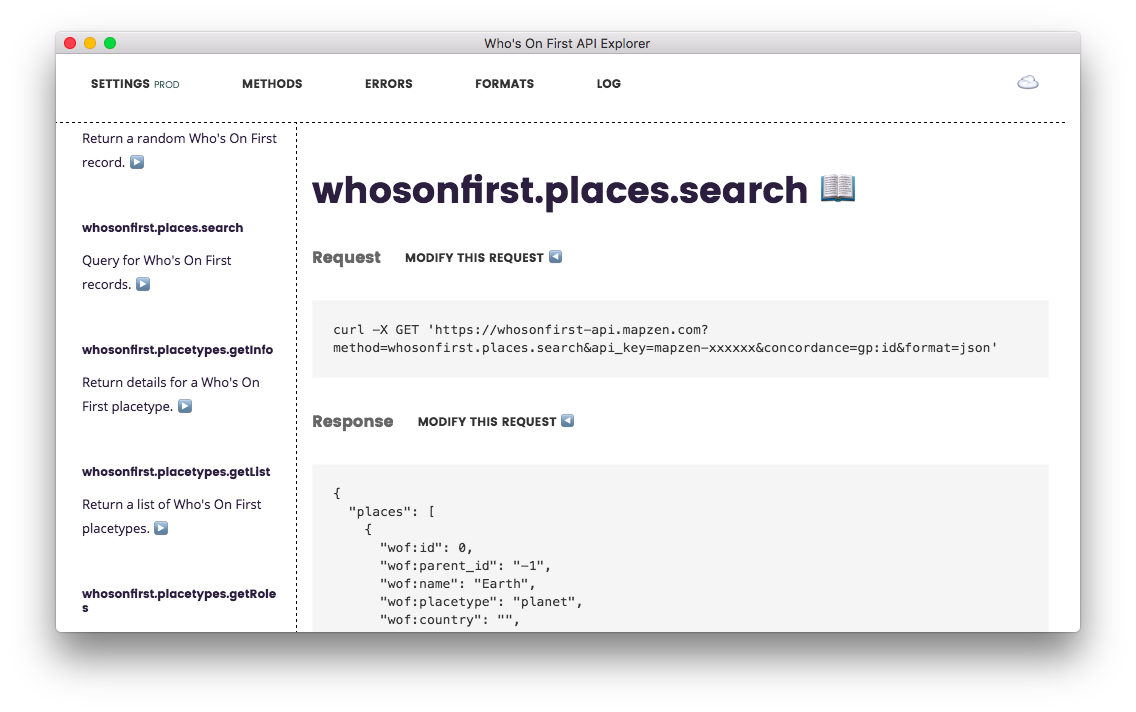 Who's On First API Explorer
SETTINGS PROD
METHODS
ERRORS
FORMATS
LOG
Return a random Who's On First
record.
whosonfirst.places.search
Query for Who's On First
records.
whosonfirst.placetypes.getInfo
Return details for a Who's On
First placetype.
whosonfirst.placetypes.getList
Return a list of Who's On First
placetypes.
whosonfirst.placetypes.getRole
s
whosonfirst.places.search
Request MODIFY THIS REQUEST
curl -X GET 'https://whosonfirst-api.mapzen.com?
method=whosonfirst.places.search&api_key=mapzen-xxxxxx&concordance=gp:id&format=json'
Response MODIFY THIS REQUEST
{
"places": [
{
"wof:id": 0,
"wof:parent_id": "-1",
"wof:name": "Earth",
"wof:placetype": "planet",
"wof:country": "",